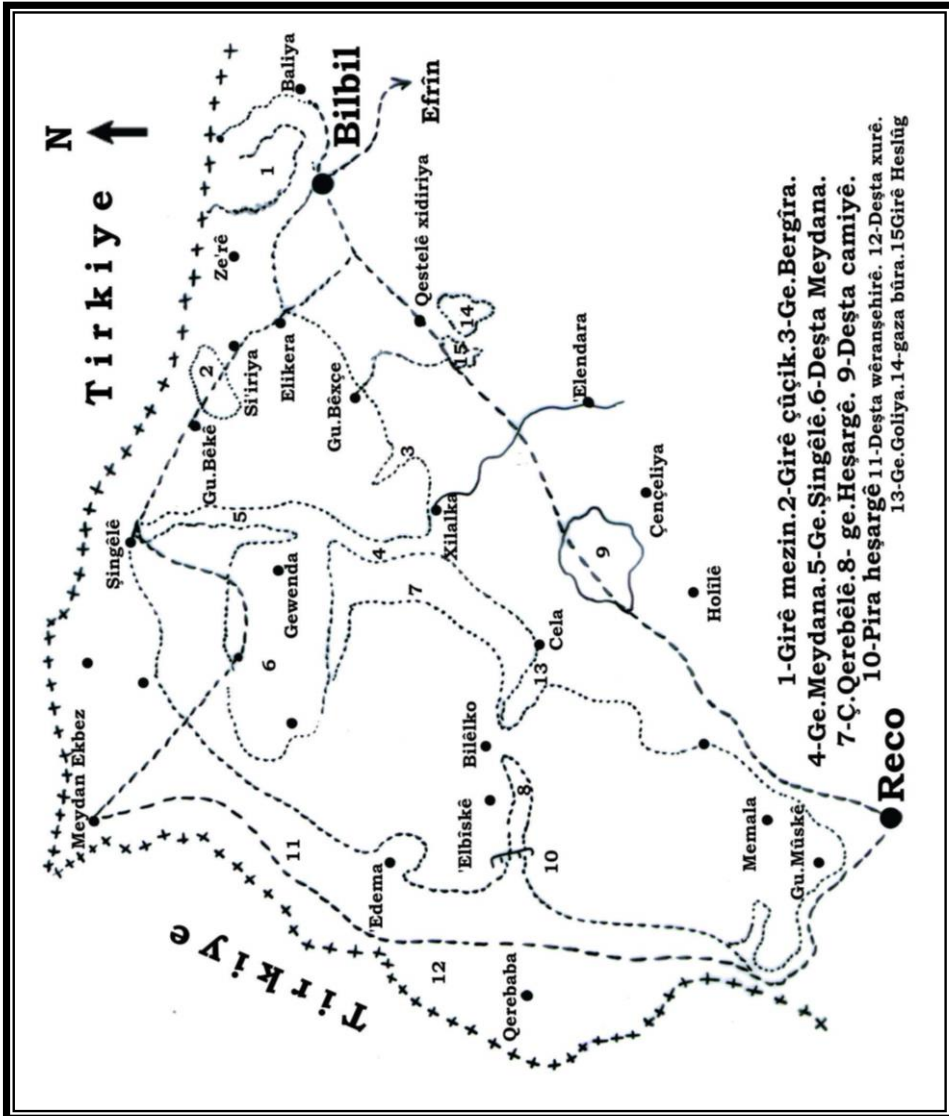 N
Tirkiye
Tirkiye
Meydan Ekbez
Şingêlê
Gu.Bêkê
2
Si'iriya
Ze'rê
1
Baliya
Bilbil
Efrîn
Elikera
Gu.Bêxçe
Qestelê xidiriya
14
15
'Elendara
3
5
Gewenda
6
4
7
Xilalka
9
Çençeliya
Holîlê
Cela
13
Bilêlko
'Elbîskê
8
10
11
'Edema
12
Qerebaba
Memala
Gu.Mûskê
Reco
1-Girê mezin.2-Girê çûçik.3-Ge.Bergîra.
4-Ge.Meydana.5-Ge.Şingêlê.6-Deşta Meydana.
7-Ç.Qerebêlê.8- ge.Heşargê. 9-Deşta camiyê.
10-Pira heşargê 11-Deşta wêranşehirê. 12-Deşta xurê.
13-Ge.Goliya.14-gaza bûra.15Girê Heslûg